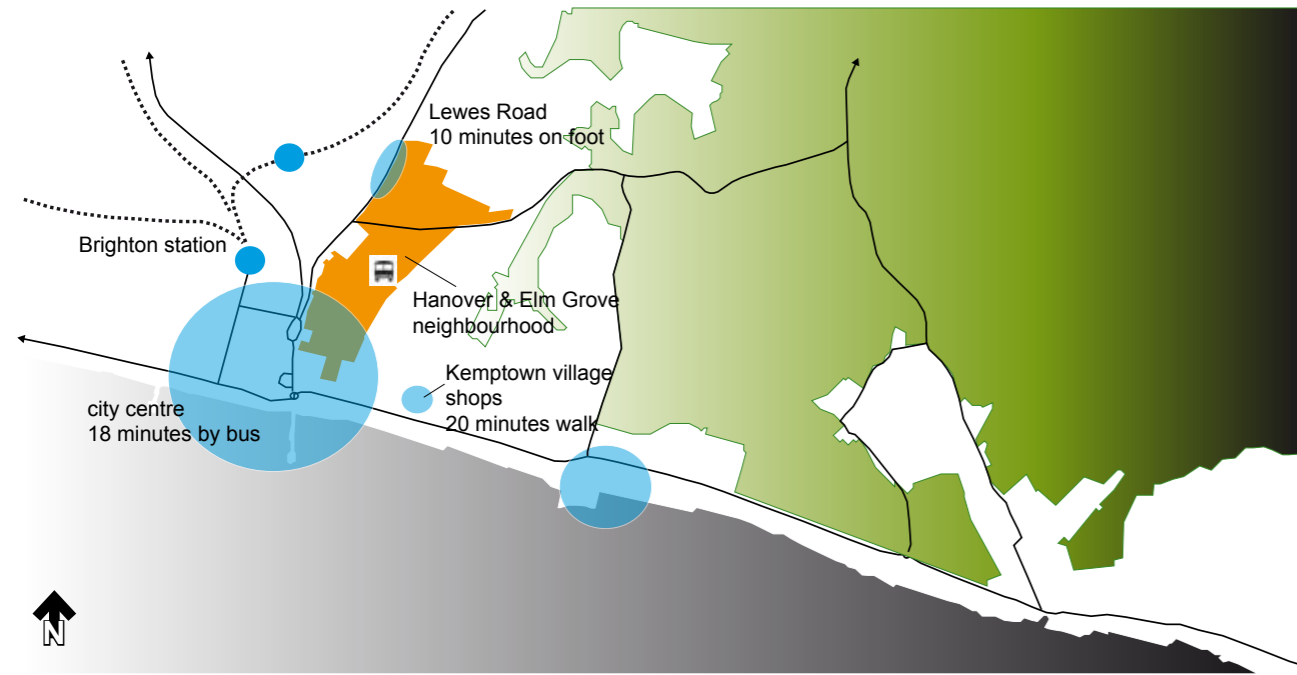 Lewes Road
10 minutes on foot
Brighton station
Hanover & Elm Grove
neighbourhood
Kemptown village
shops
20 minutes walk
city centre
18 minutes by bus
N